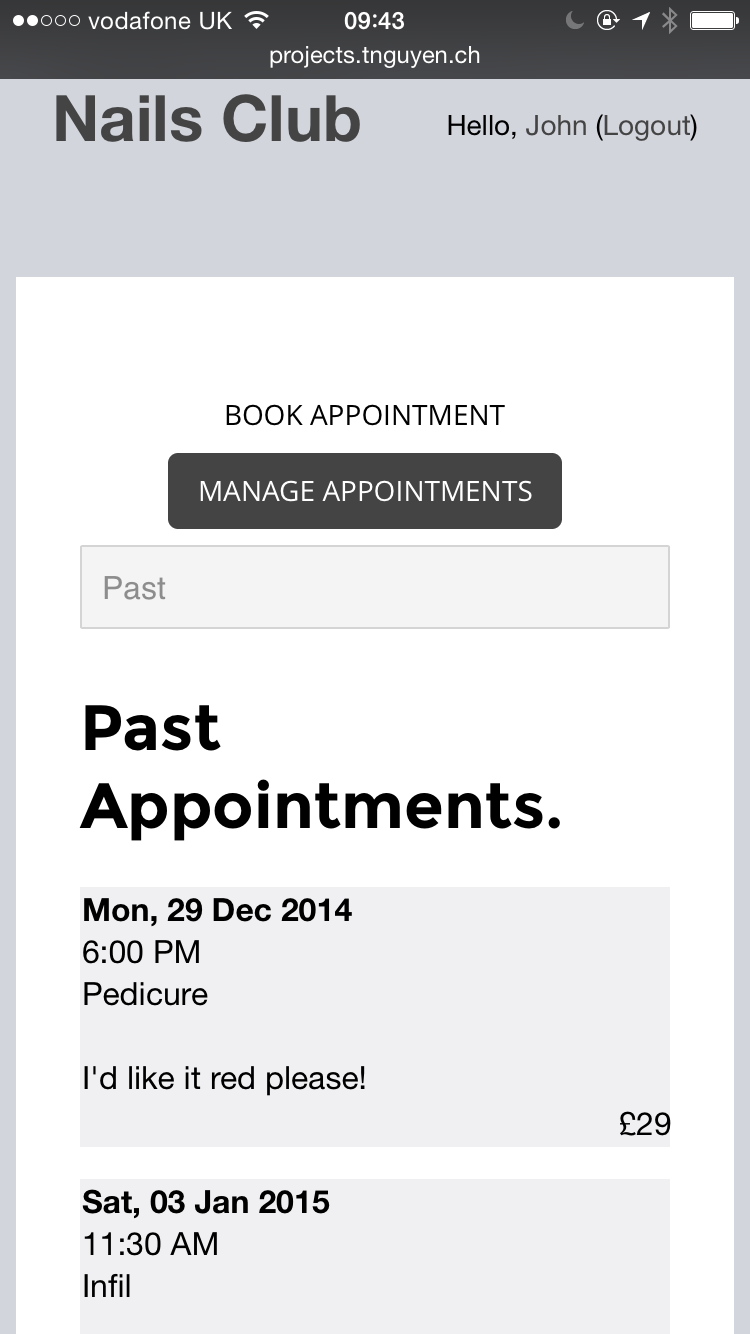 vodafone UK 09:43
projects.tnguyen.ch
Nails Club
Hello, John (Logout)
BOOK APPOINTMENT
MANAGE APPOINTMENTS
Past
Past
Appointments.
Mon, 29 Dec 2014
6:00 PM
Pedicure
I'd like it red please!
£29
Sat, 03 Jan 2015
11:30 AM
Infil